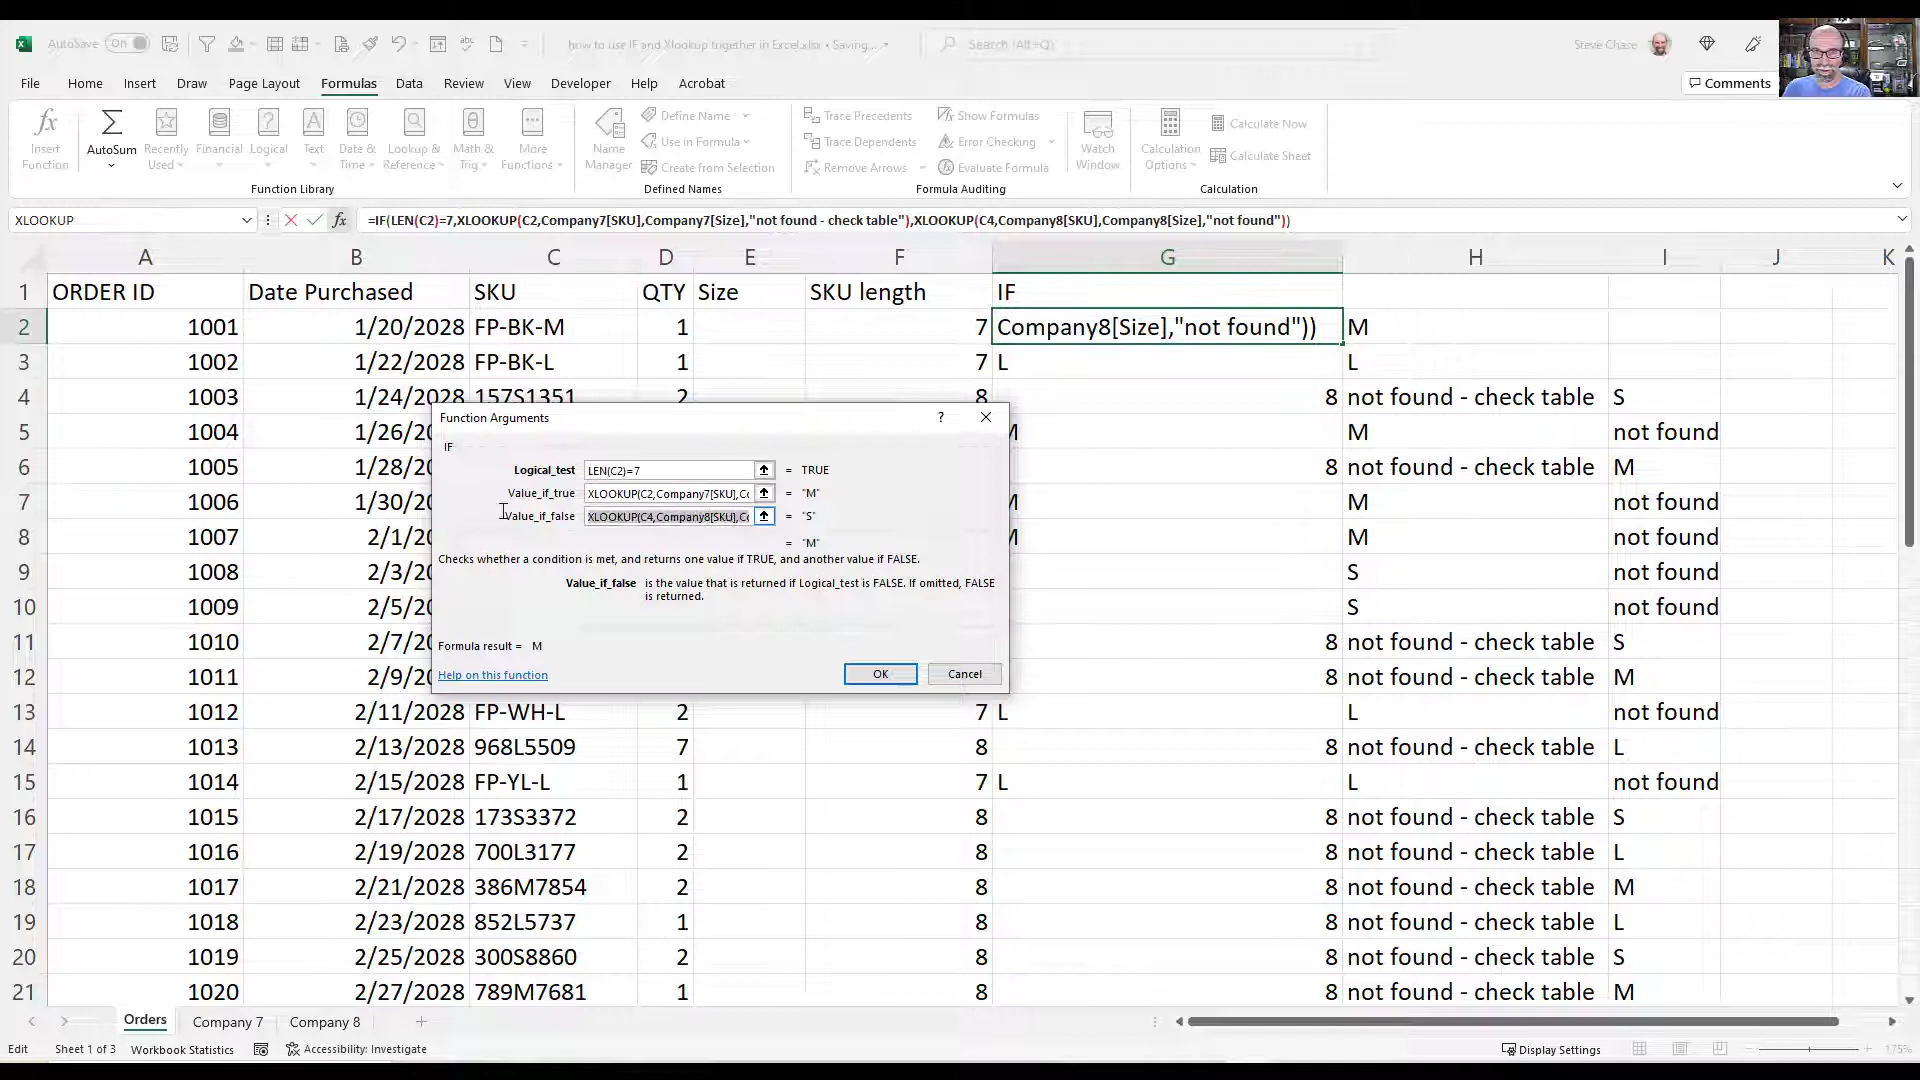 AutoSave On
how to use IF and Xlookup together in Excel.xlsx • Saving...
Search (Alt+Q)
Steve Chase
File Home Insert Draw Page Layout Formulas Data Review View Developer Help Acrobat
Comments
Insert Function
AutoSum
Recently Used
Financial
Logical
Text
Date & Time
Lookup & Reference
Math & Trig
More Functions
Function Library
Name Manager
Define Name
Use in Formula
Create from Selection
Defined Names
Trace Precedents
Trace Dependents
Remove Arrows
Show Formulas
Error Checking
Evaluate Formula
Formula Auditing
Watch Window
Calculation Options
Calculate Now
Calculate Sheet
Calculation
XLOOKUP
=IF(LEN(C2)=7,XLOOKUP(C2,Company7[SKU],Company7[Size],"not found - check table"),XLOOKUP(C4,Company8[SKU],Company8[Size],"not found"))
A B C D E F G H I J K
1 ORDER ID Date Purchased SKU QTY Size SKU length IF
2 1001 1/20/2028 FP-BK-M 1 7 Company8[Size],"not found")) M
3 1002 1/22/2028 FP-BK-L 1 7 L L
4 1003 1/24/2028 157S1351 2 8 8 not found - check table S
5 1004 1/26/20 M M not found
6 1005 1/28/ 8 not found - check table M
7 1006 1/30/ M M not found
8 1007 2/1/ M M not found
9 1008 2/3/ S not found
10 1009 2/5/ S not found
11 1010 2/7/ 8 not found - check table S
12 1011 2/9/ 8 not found - check table M
13 1012 2/11/2028 FP-WH-L 2 7 L L not found
14 1013 2/13/2028 968L5509 7 8 8 not found - check table L
15 1014 2/15/2028 FP-YL-L 1 7 L L not found
16 1015 2/17/2028 173S3372 2 8 8 not found - check table S
17 1016 2/19/2028 700L3177 2 8 8 not found - check table L
18 1017 2/21/2028 386M7854 2 8 8 not found - check table M
19 1018 2/23/2028 852L5737 1 8 8 not found - check table L
20 1019 2/25/2028 300S8860 2 8 8 not found - check table S
21 1020 2/27/2028 789M7681 1 8 8 not found - check table M
Function Arguments ?
IF
Logical_test LEN(C2)=7 = TRUE
Value_if_true XLOOKUP(C2,Company7[SKU],Cc = "M"
Value_if_false XLOOKUP(C4,Company8[SKU],Cc = "S"
= "M"
Checks whether a condition is met, and returns one value if TRUE, and another value if FALSE.
Value_if_false is the value that is returned if Logical_test is FALSE. If omitted, FALSE
is returned.
Formula result = M
Help on this function
OK Cancel
Orders Company 7 Company 8
Edit Sheet 1 of 3 Workbook Statistics Accessibility: Investigate
Display Settings
175%